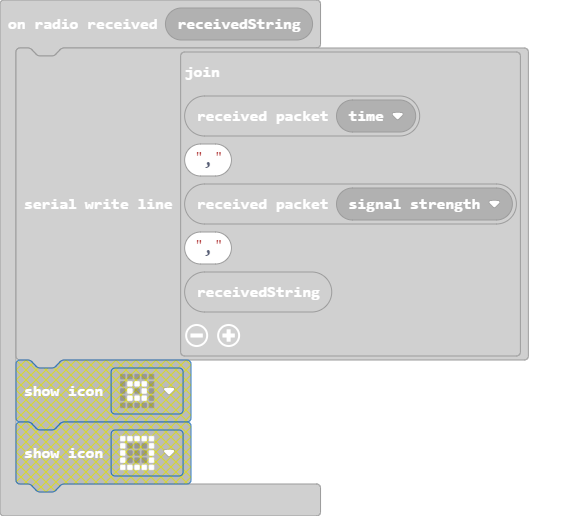 on radio received receivedString
join
received packet time
","
serial write line received packet signal strength
","
receivedString
show icon
show icon